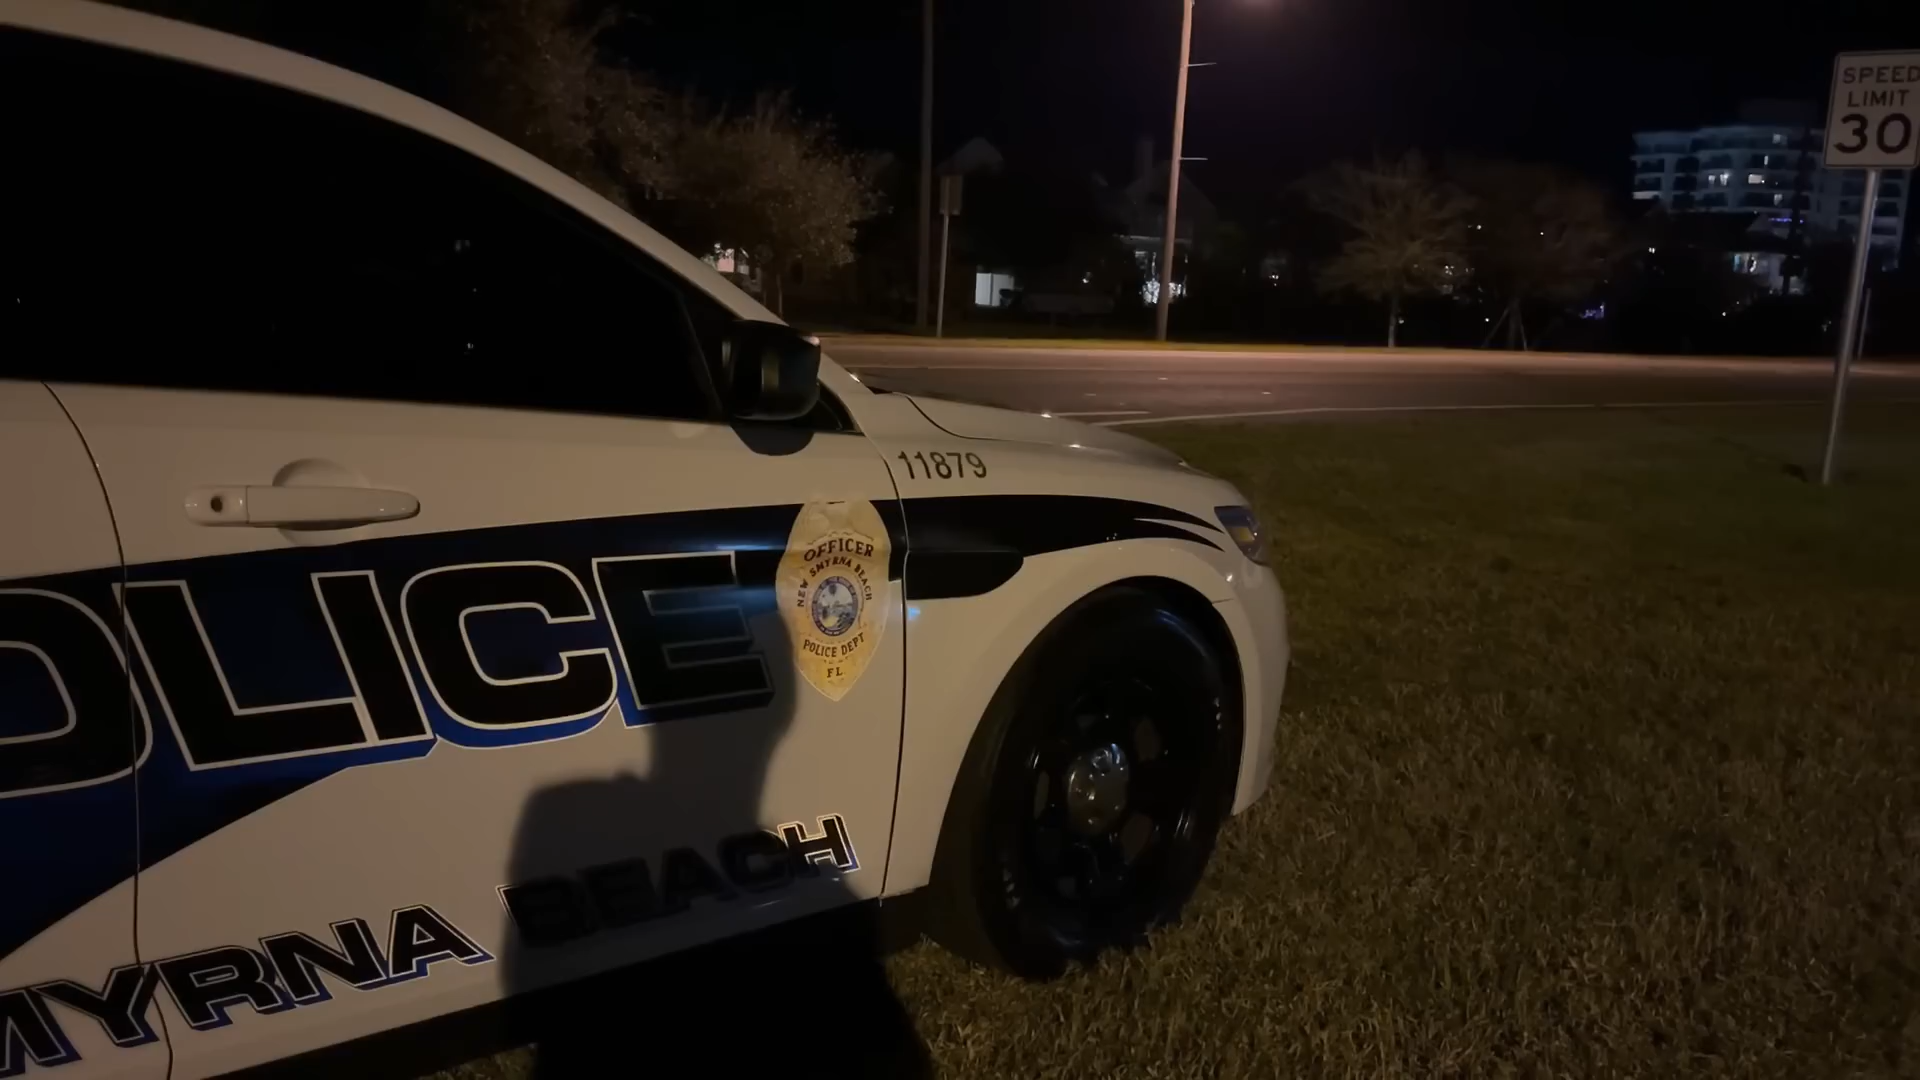 SPEED
LIMIT
30
11879
OFFICER
NEW SMYRNA BEACH
POLICE DEPT
FL
OLICE
MYRNA BEACH